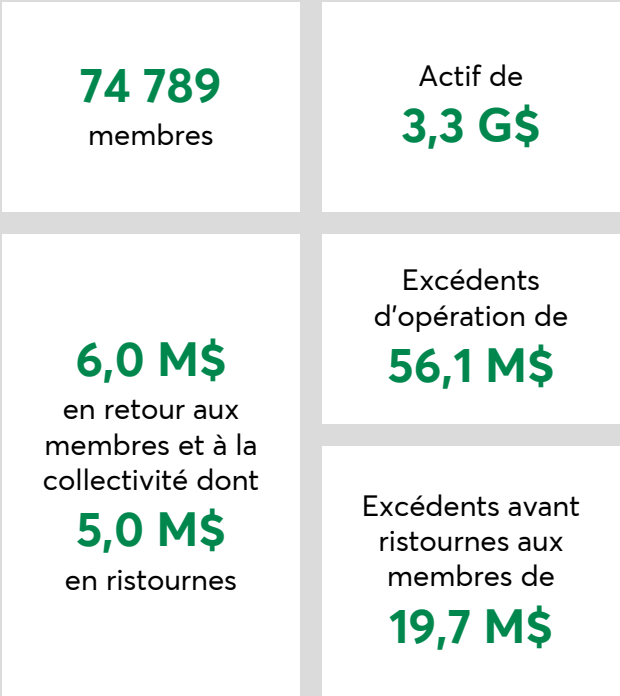 74 789
membres
Actif de
3,3 G$
6,0 M$
en retour aux
membres et à la
collectivité dont
5,0 M$
en ristournes
Excédents
d'opération de
56,1 M$
Excédents avant
ristournes aux
membres de
19,7 M$